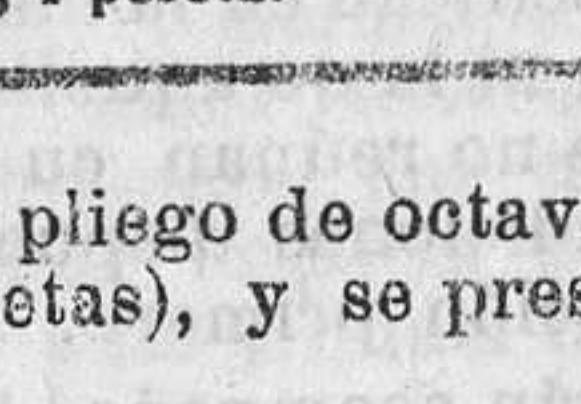 pliego de octav
etas), y se pres